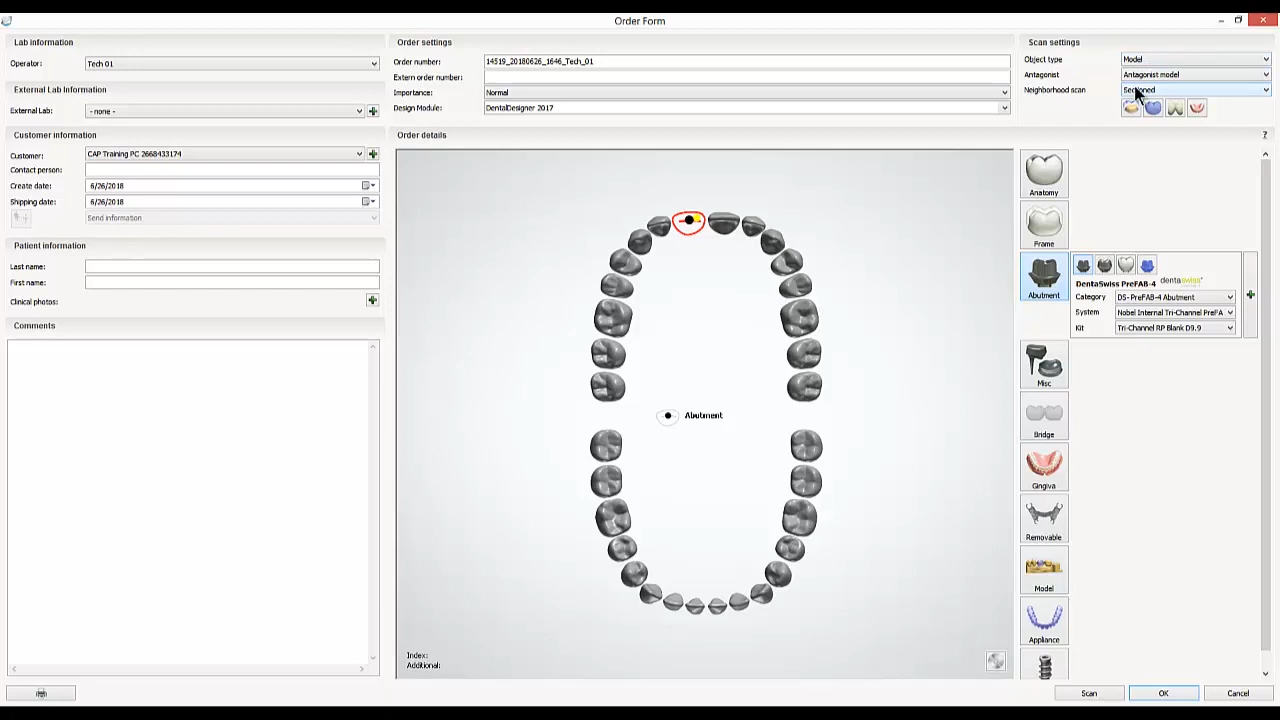 Order Form
Lab information
Operator: Tech 01
External Lab Information
External Lab: - none -
Customer information
Customer: CAP Training PC 2668433174
Contact person:
Create date: 6/26/2018
Shipping date: 6/26/2018
Send information
Patient information
Last name:
First name:
Clinical photos:
Comments
Order settings
Order number: 14519_20180626_1646_Tech_01
Extern order number:
Importance: Normal
Design Module: DentalDesigner 2017
Scan settings
Object type Model
Antagonist Antagonist model
Neighborhood scan Sectioned
Order details ?
Abutment
Index:
Additional:
Anatomy
Frame
Abutment
DentaSwiss PreFAB-4 dentaswiss
Category DS-PreFAB-4 Abutment
System Nobel Internal Tri-Channel PreFA
Kit Tri-Channel RP Blank D9.9
Misc
Bridge
Gingiva
Removable
Model
Appliance
Scan OK Cancel